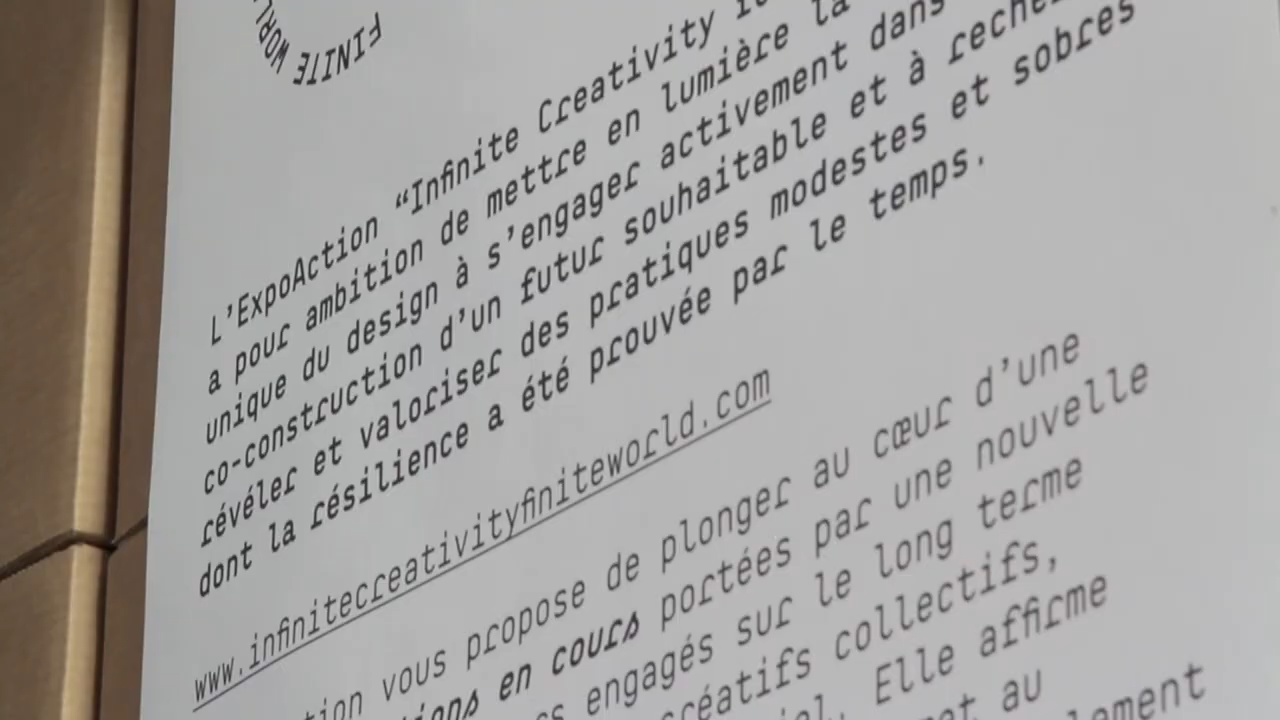 FINITE WORL
L'ExpoAction “Infinite Creativity
a pour ambition de mettre en lumière la
unique du design à s'engager activement dans
co-construction d'un futur souhaitable et à
révéler et valoriser des pratiques modestes et sobres
dont la résilience a été prouvée par le temps.
www.infinitecreativityfiniteworld.com
vous propose de plonger au cœur d'une
en cours portées par une nouvelle
engagés sur le long terme
créatifs collectifs,
Elle affirme
au